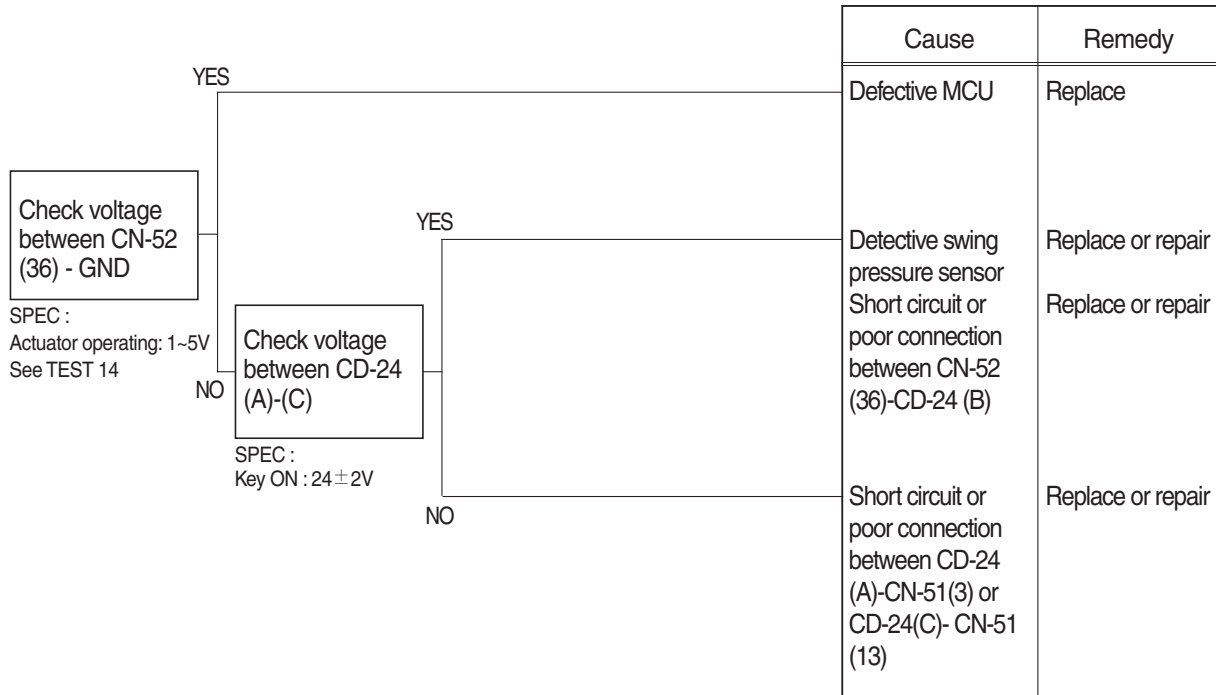 Cause Remedy
YES
Defective MCU Replace
Check voltage
between CN-52
(36) - GND
SPEC :
Actuator operating: 1~5V
See TEST 14
YES
Detective swing Replace or repair
pressure sensor
Short circuit or Replace or repair
poor connection
between CN-52
(36)-CD-24 (B)
NO
Check voltage
between CD-24
(A)-(C)
SPEC :
Key ON : 24±2V
NO
Short circuit or Replace or repair
poor connection
between CD-24
(A)-CN-51(3) or
CD-24(C)- CN-51
(13)